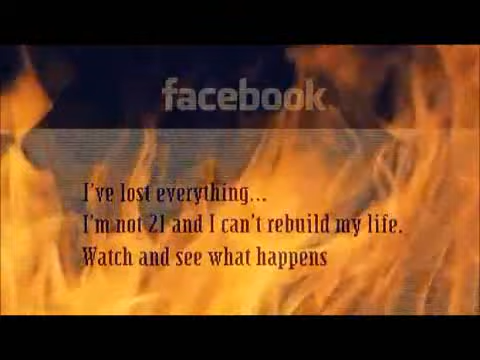 facebook
I've lost everything...
I'm not 21 and I can't rebuild my life.
Watch and see what happens